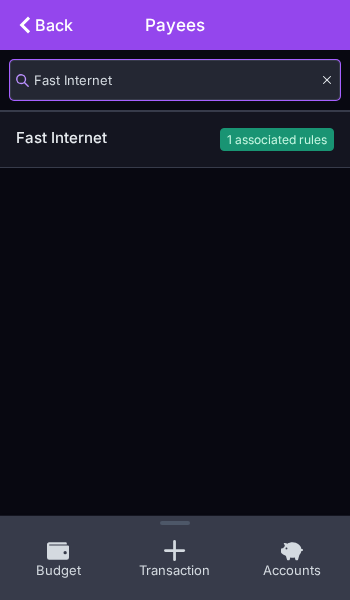 Back Payees
Fast Internet
Fast Internet 1 associated rules
Budget Transaction Accounts